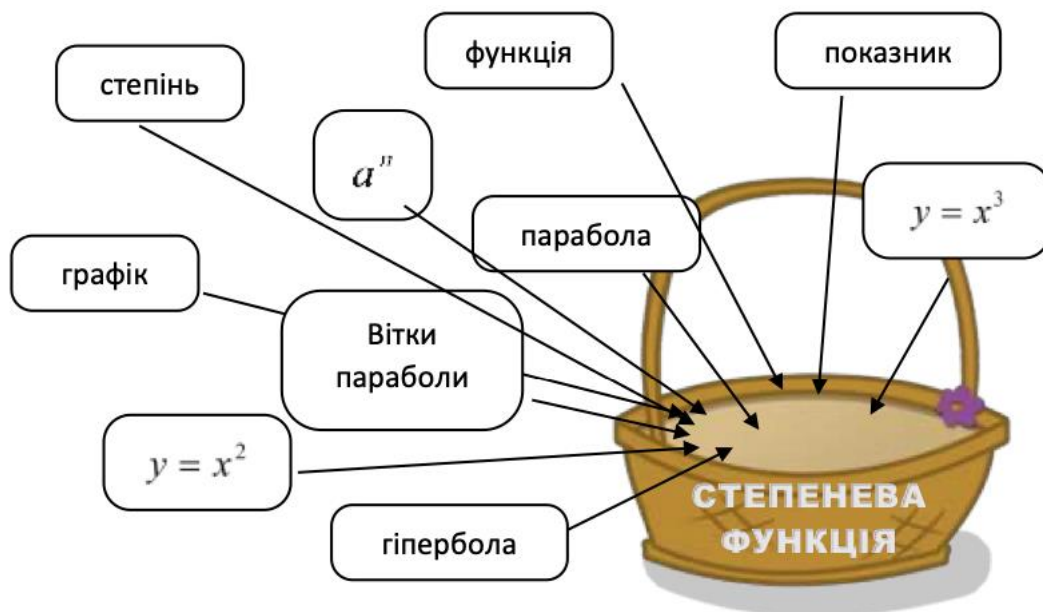 функція
показник
степінь
aⁿ
y = x³
парабола
графік
Вітки
параболи
y = x²
СТЕПЕНЕВА
ФУНКЦІЯ
гіпербола